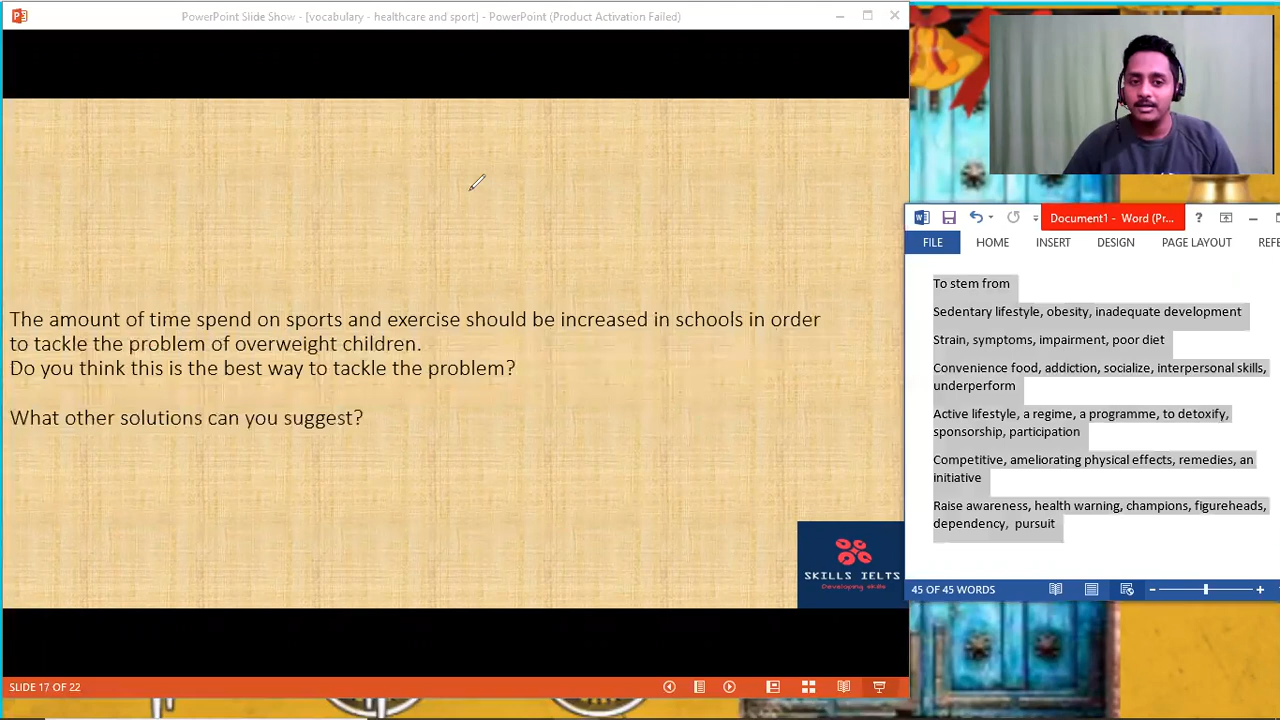 PowerPoint Slide Show - [vocabulary - healthcare and sport] - PowerPoint (Product Activation Failed)
The amount of time spend on sports and exercise should be increased in schools in order
to tackle the problem of overweight children.
Do you think this is the best way to tackle the problem?
What other solutions can you suggest?
SKILLS IELTS
Developing skills
SLIDE 17 OF 22
Document1 - Word (Pr...
?
FILE
HOME
INSERT
DESIGN
PAGE LAYOUT
REFE
To stem from
Sedentary lifestyle, obesity, inadequate development
Strain, symptoms, impairment, poor diet
Convenience food, addiction, socialize, interpersonal skills,
underperform
Active lifestyle, a regime, a programme, to detoxify,
sponsorship, participation
Competitive, ameliorating physical effects, remedies, an
initiative
Raise awareness, health warning, champions, figureheads,
dependency, pursuit
45 OF 45 WORDS